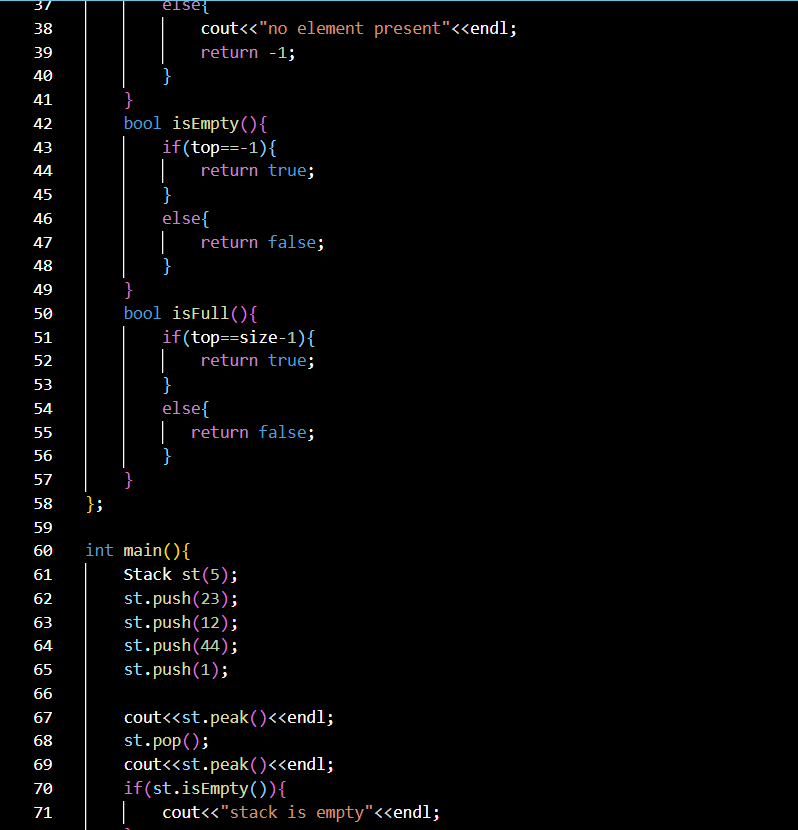 37 else{
38 cout<<"no element present"<<endl;
39 return -1;
40 }
41 }
42 bool isEmpty(){
43 if(top==-1){
44 return true;
45 }
46 else{
47 return false;
48 }
49 }
50 bool isFull(){
51 if(top==size-1){
52 return true;
53 }
54 else{
55 return false;
56 }
57 }
58 };
59
60 int main(){
61 Stack st(5);
62 st.push(23);
63 st.push(12);
64 st.push(44);
65 st.push(1);
66
67 cout<<st.peak()<<endl;
68 st.pop();
69 cout<<st.peak()<<endl;
70 if(st.isEmpty()){
71 cout<<"stack is empty"<<endl;